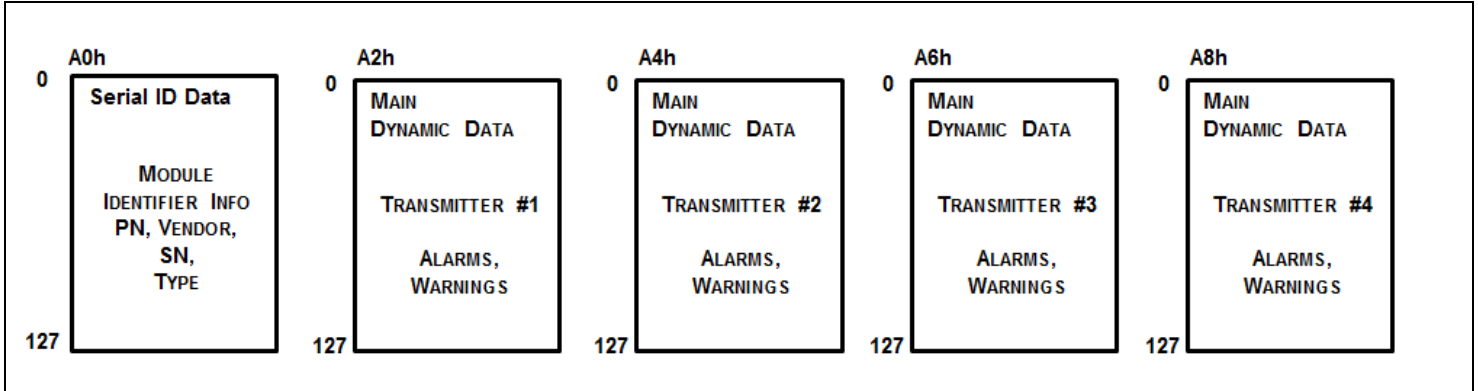 A0h
0
Serial ID Data
MODULE
IDENTIFIER INFO
PN, VENDOR,
SN,
TYPE
127
A2h
0
MAIN
DYNAMIC DATA
TRANSMITTER #1
ALARMS,
WARNINGS
127
A4h
0
MAIN
DYNAMIC DATA
TRANSMITTER #2
ALARMS,
WARNINGS
127
A6h
0
MAIN
DYNAMIC DATA
TRANSMITTER #3
ALARMS,
WARNINGS
127
A8h
0
MAIN
DYNAMIC DATA
TRANSMITTER #4
ALARMS,
WARNINGS
127